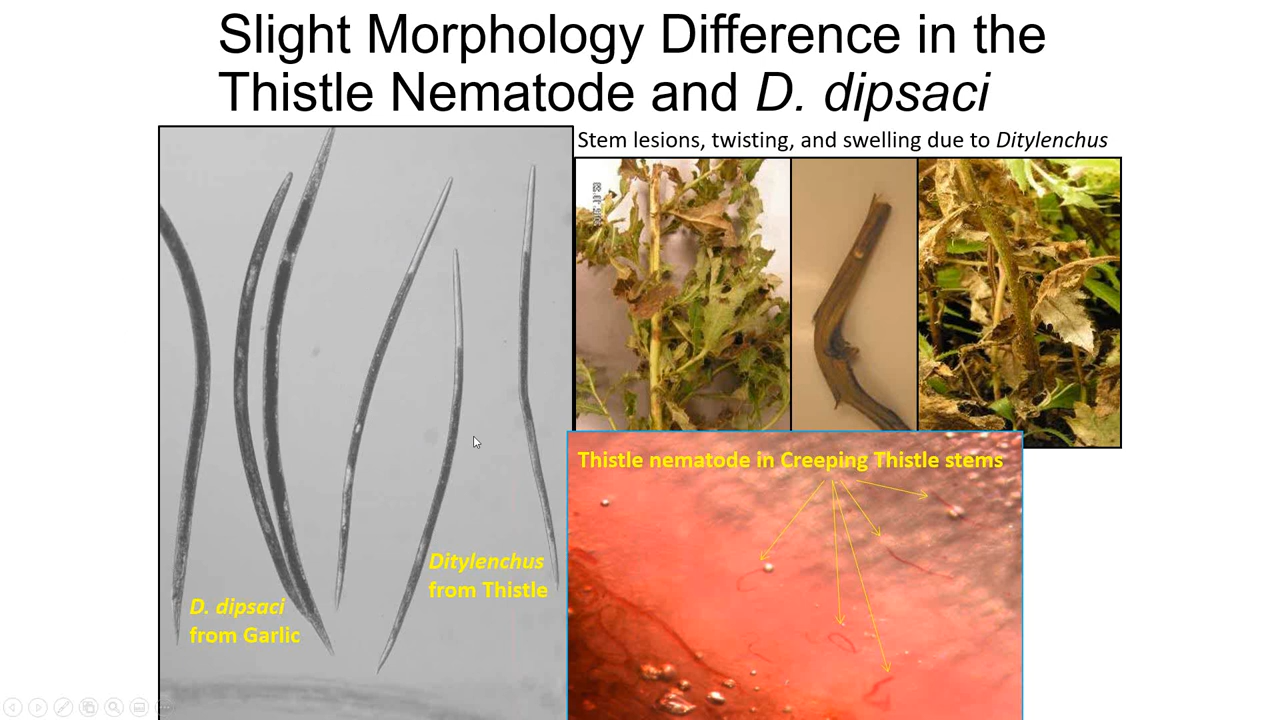 Slight Morphology Difference in the
Thistle Nematode and D. dipsaci
Stem lesions, twisting, and swelling due to Ditylenchus
Thistle nematode in Creeping Thistle stems
Ditylenchus
from Thistle
D. dipsaci
from Garlic